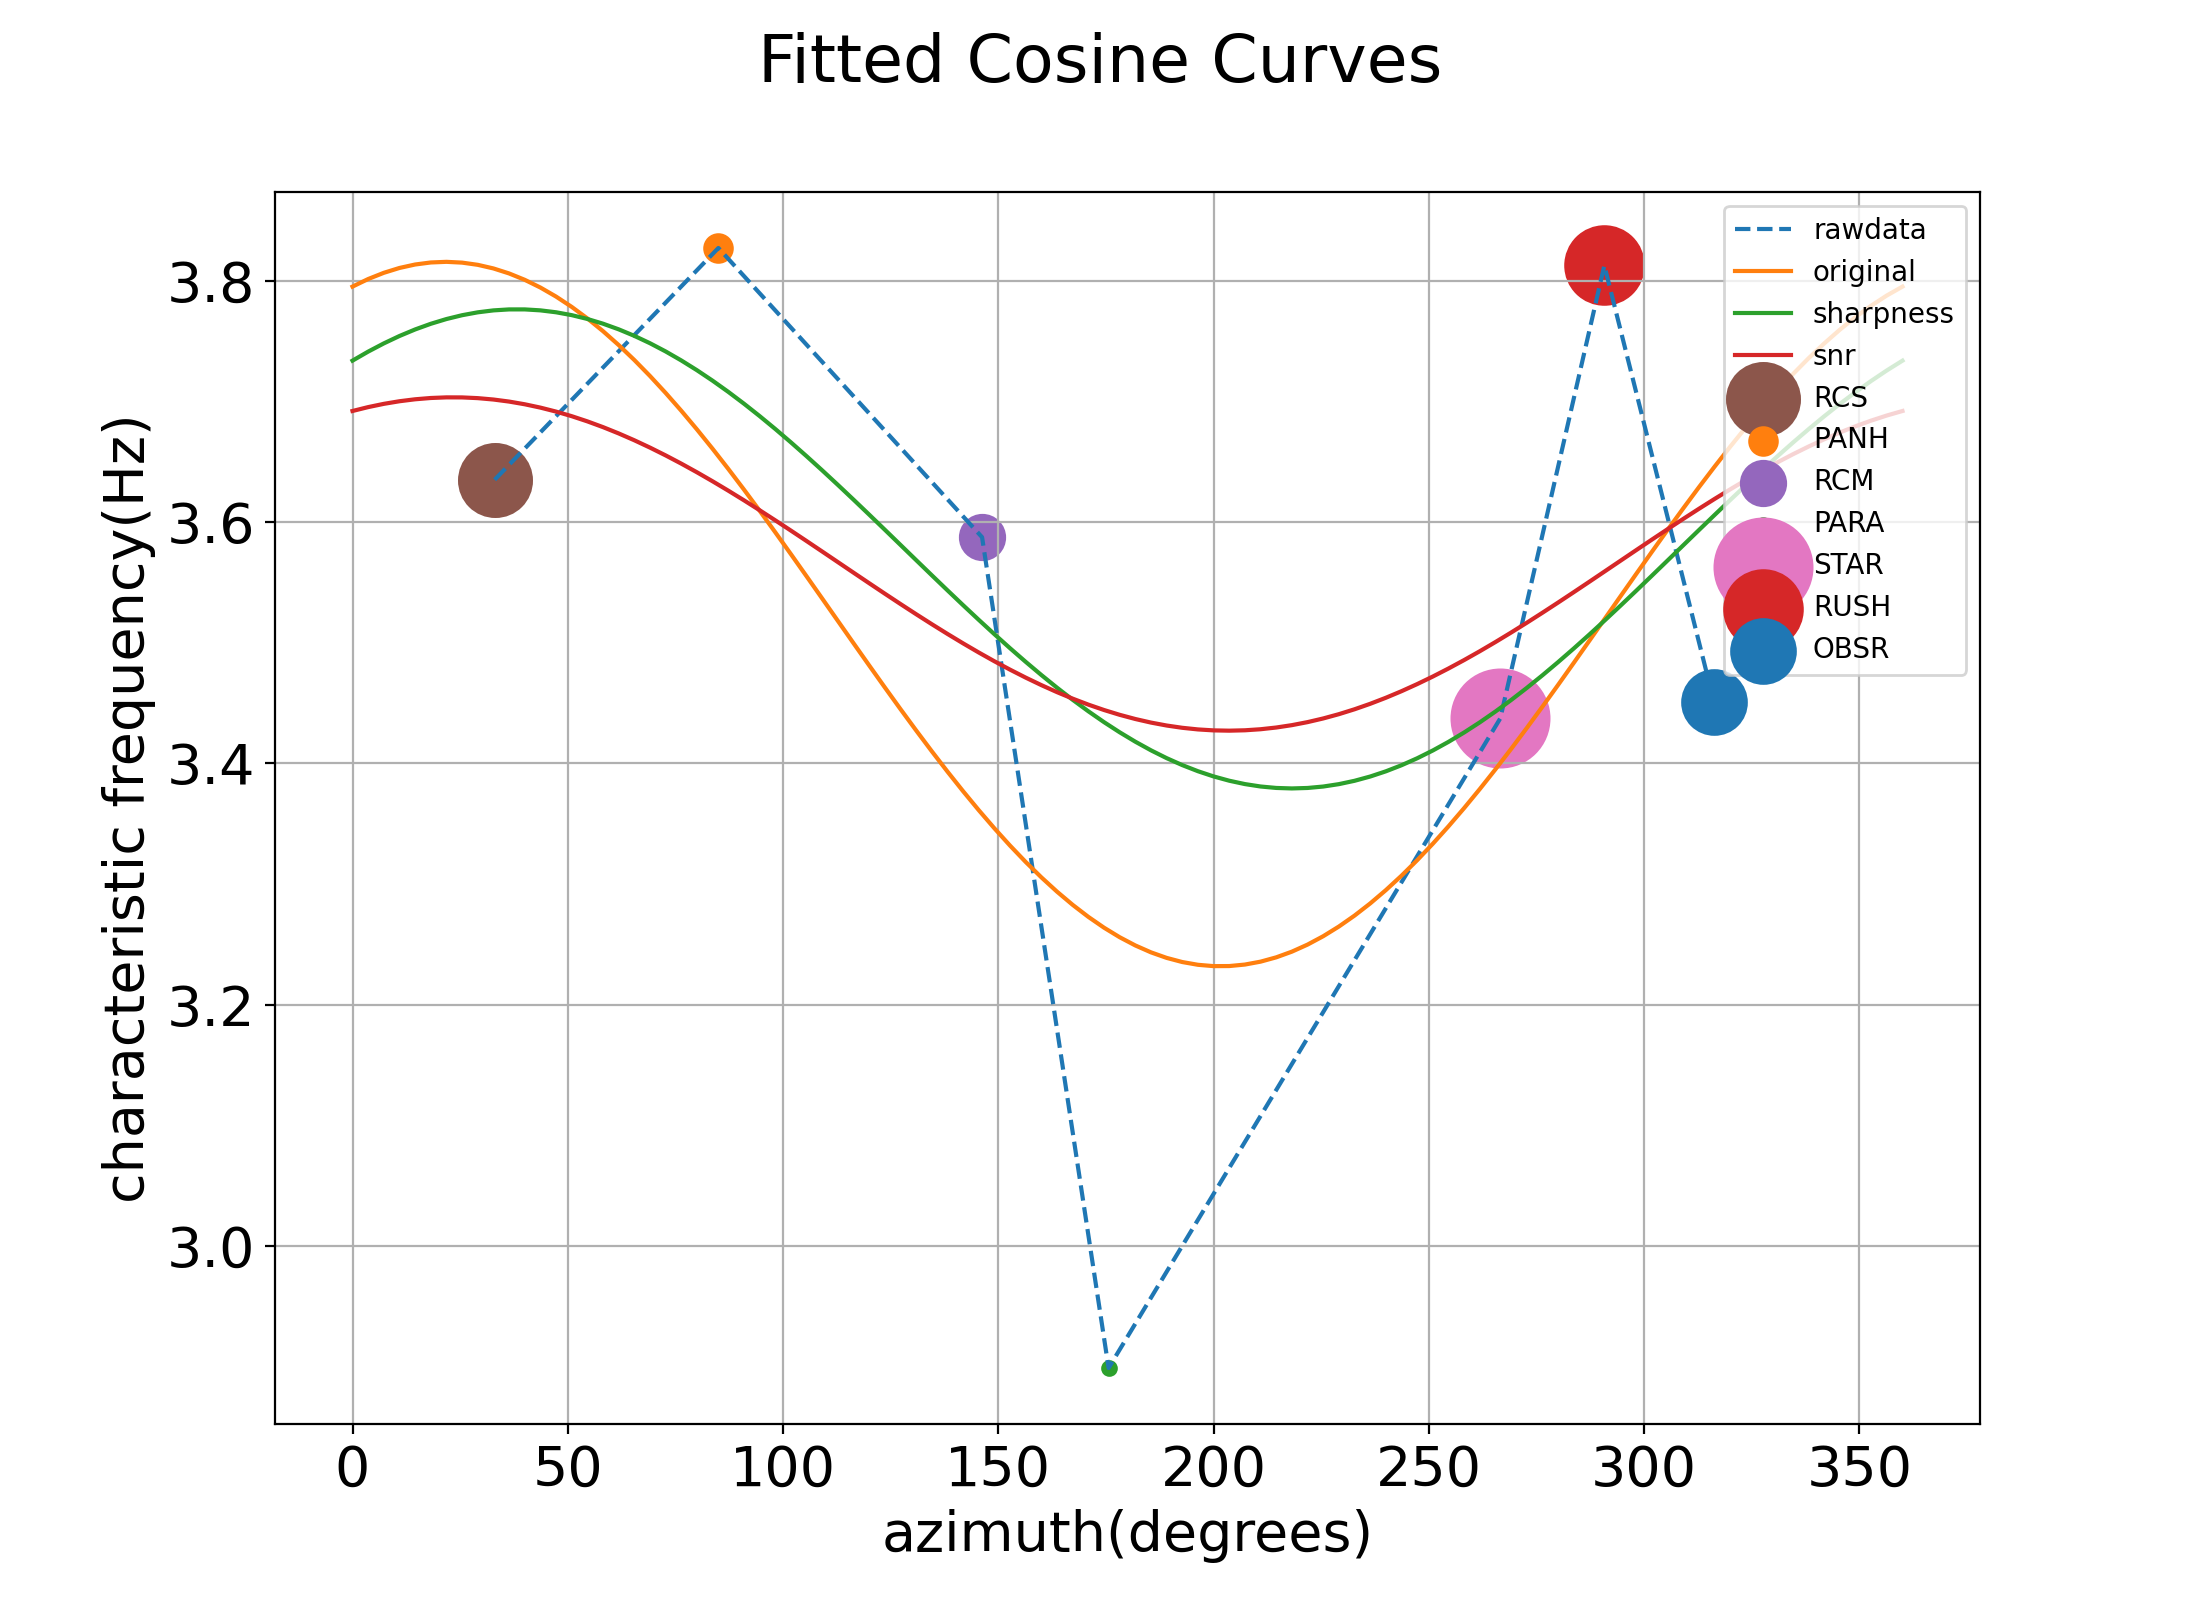 Fitted Cosine Curves
characteristic frequency(Hz)
3.8
3.6
3.4
3.2
3.0
0 50 100 150 200 250 300 350
azimuth(degrees)
rawdata
original
sharpness
snr
RCS
PANH
RCM
PARA
STAR
RUSH
OBSR